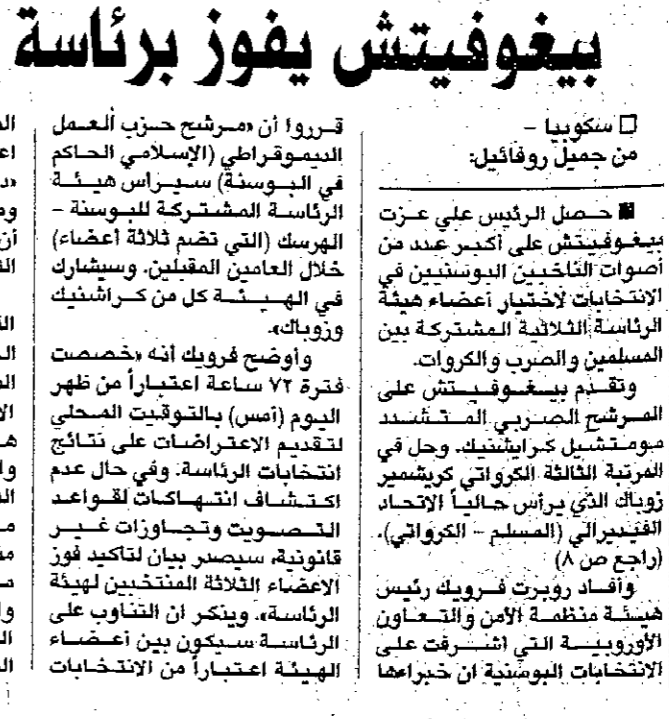 بيغوفيتش يفوز برئاسة
□ سكوبيا –
من جميل روفائيل:
■ حصل الرئيس علي عزت
بيغوفيتش على أكبر عدد من
أصوات الناخبين البوسنيين في
الانتخابات لاختيار أعضاء هيئة
الرئاسة الثلاثية المشتركة بين
المسلمين والصرب والكروات.
وتقدم بيغوفيتش على
المرشح الصربي المتشدد
مومتشيل كرايشنيك. وحل في
المرتبة الثالثة الكرواتي كريشمير
زوباك الذي يرأس حالياً الاتحاد
الفيديرالي (المسلم – الكرواتي).
(راجع ص ٨)
وأفاد روبرت فرويك رئيس
هيئة منظمة الأمن والتعاون
الأوروبية التي اشرفت على
الانتخابات البوسنية ان خبراءها
قرروا أن «مرشح حزب العمل
الديموقراطي (الإسلامي الحاكم
في البوسنة) سيرأس هيئة
الرئاسة المشتركة للبوسنة –
الهرسك (التي تضم ثلاثة أعضاء)
خلال العامين المقبلين. وسيشارك
في الهيئة كل من كراشنيك
وزوباك».
وأوضح فرويك أنه «خصصت
فترة ٧٢ ساعة اعتباراً من ظهر
اليوم (أمس) بالتوقيت المحلي
لتقديم الاعتراضات على نتائج
انتخابات الرئاسة. وفي حال عدم
اكتشاف انتهاكات لقواعد
التصويت وتجاوزات غير
قانونية، سيصدر بيان لتأكيد فوز
الاعضاء الثلاثة المنتخبين لهيئة
الرئاسة». ويذكر ان التناوب على
الرئاسة سيكون بين أعضاء
الهيئة اعتباراً من الانتخابات